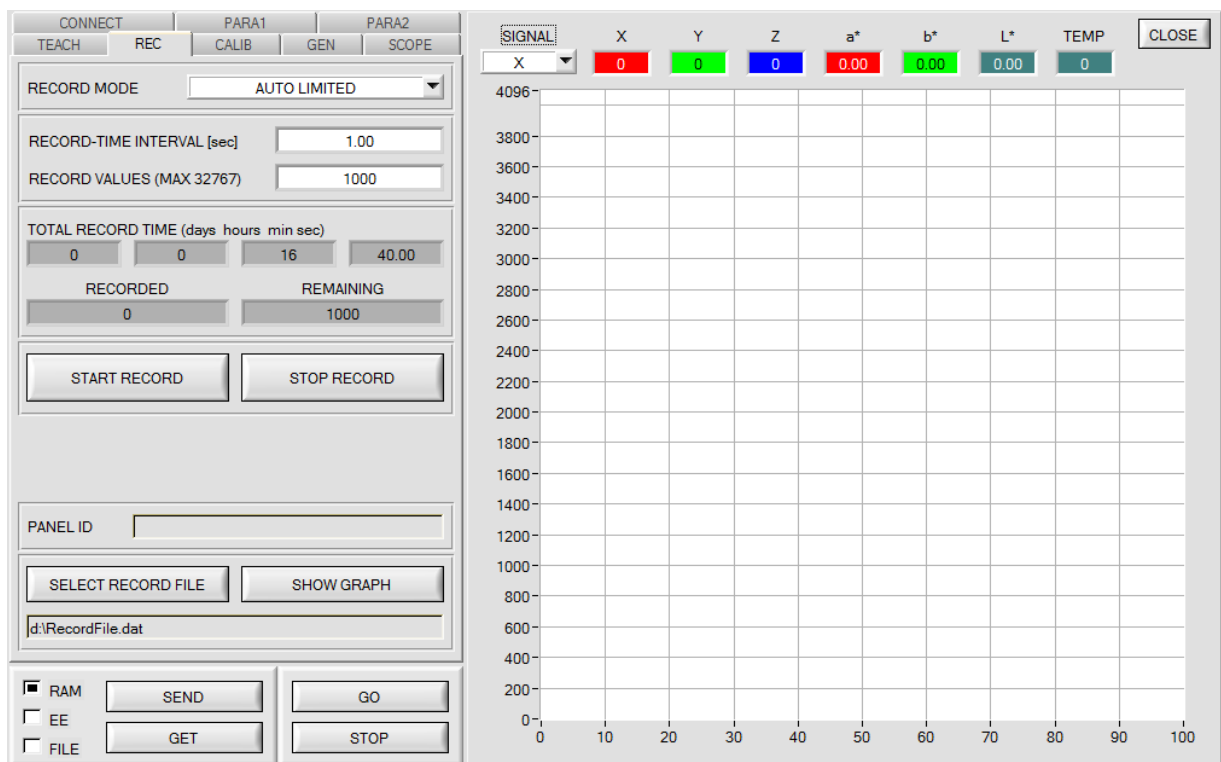 CONNECT PARA1 PARA2
TEACH REC CALIB GEN SCOPE
RECORD MODE AUTO LIMITED
RECORD-TIME INTERVAL [sec] 1.00
RECORD VALUES (MAX 32767) 1000
TOTAL RECORD TIME (days hours min sec)
0 0 16 40.00
RECORDED REMAINING
0 1000
START RECORD STOP RECORD
PANEL ID
SELECT RECORD FILE SHOW GRAPH
d:\RecordFile.dat
RAM
EE
FILE
SEND GO
GET STOP
SIGNAL X Y Z a* b* L* TEMP CLOSE
X 0 0 0 0.00 0.00 0.00 0
4096
3800
3600
3400
3200
3000
2800
2600
2400
2200
2000
1800
1600
1400
1200
1000
800
600
400
200
0
0 10 20 30 40 50 60 70 80 90 100